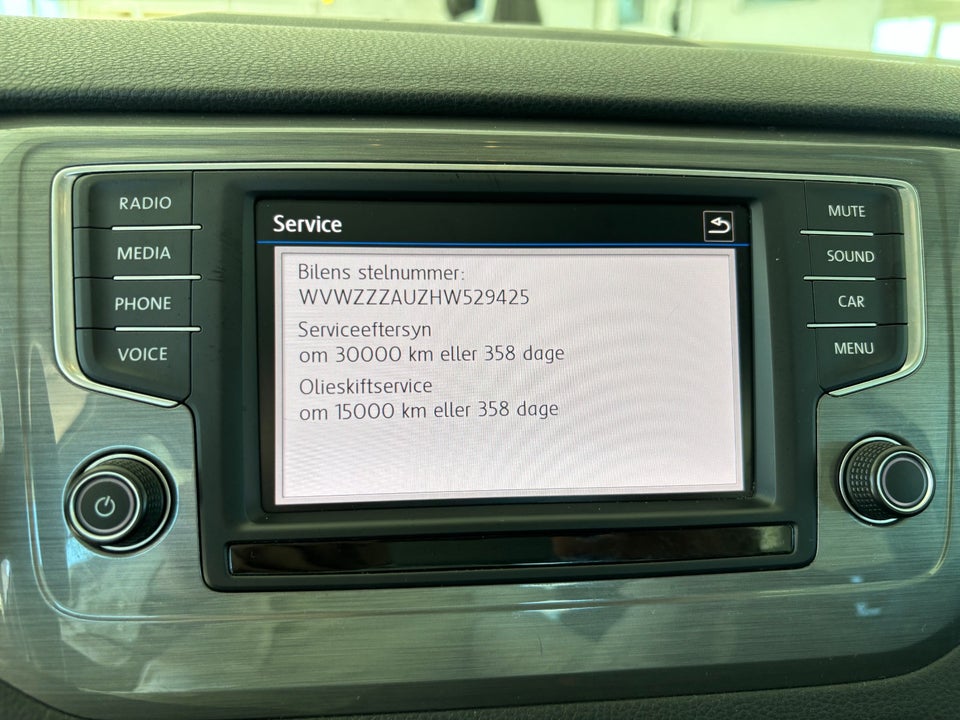 RADIO
MEDIA
PHONE
VOICE
Service
Bilens stelnummer:
WVWZZZAUZHW529425
Serviceeftersyn
om 30000 km eller 358 dage
Olieskiftservice
om 15000 km eller 358 dage
MUTE
SOUND
CAR
MENU